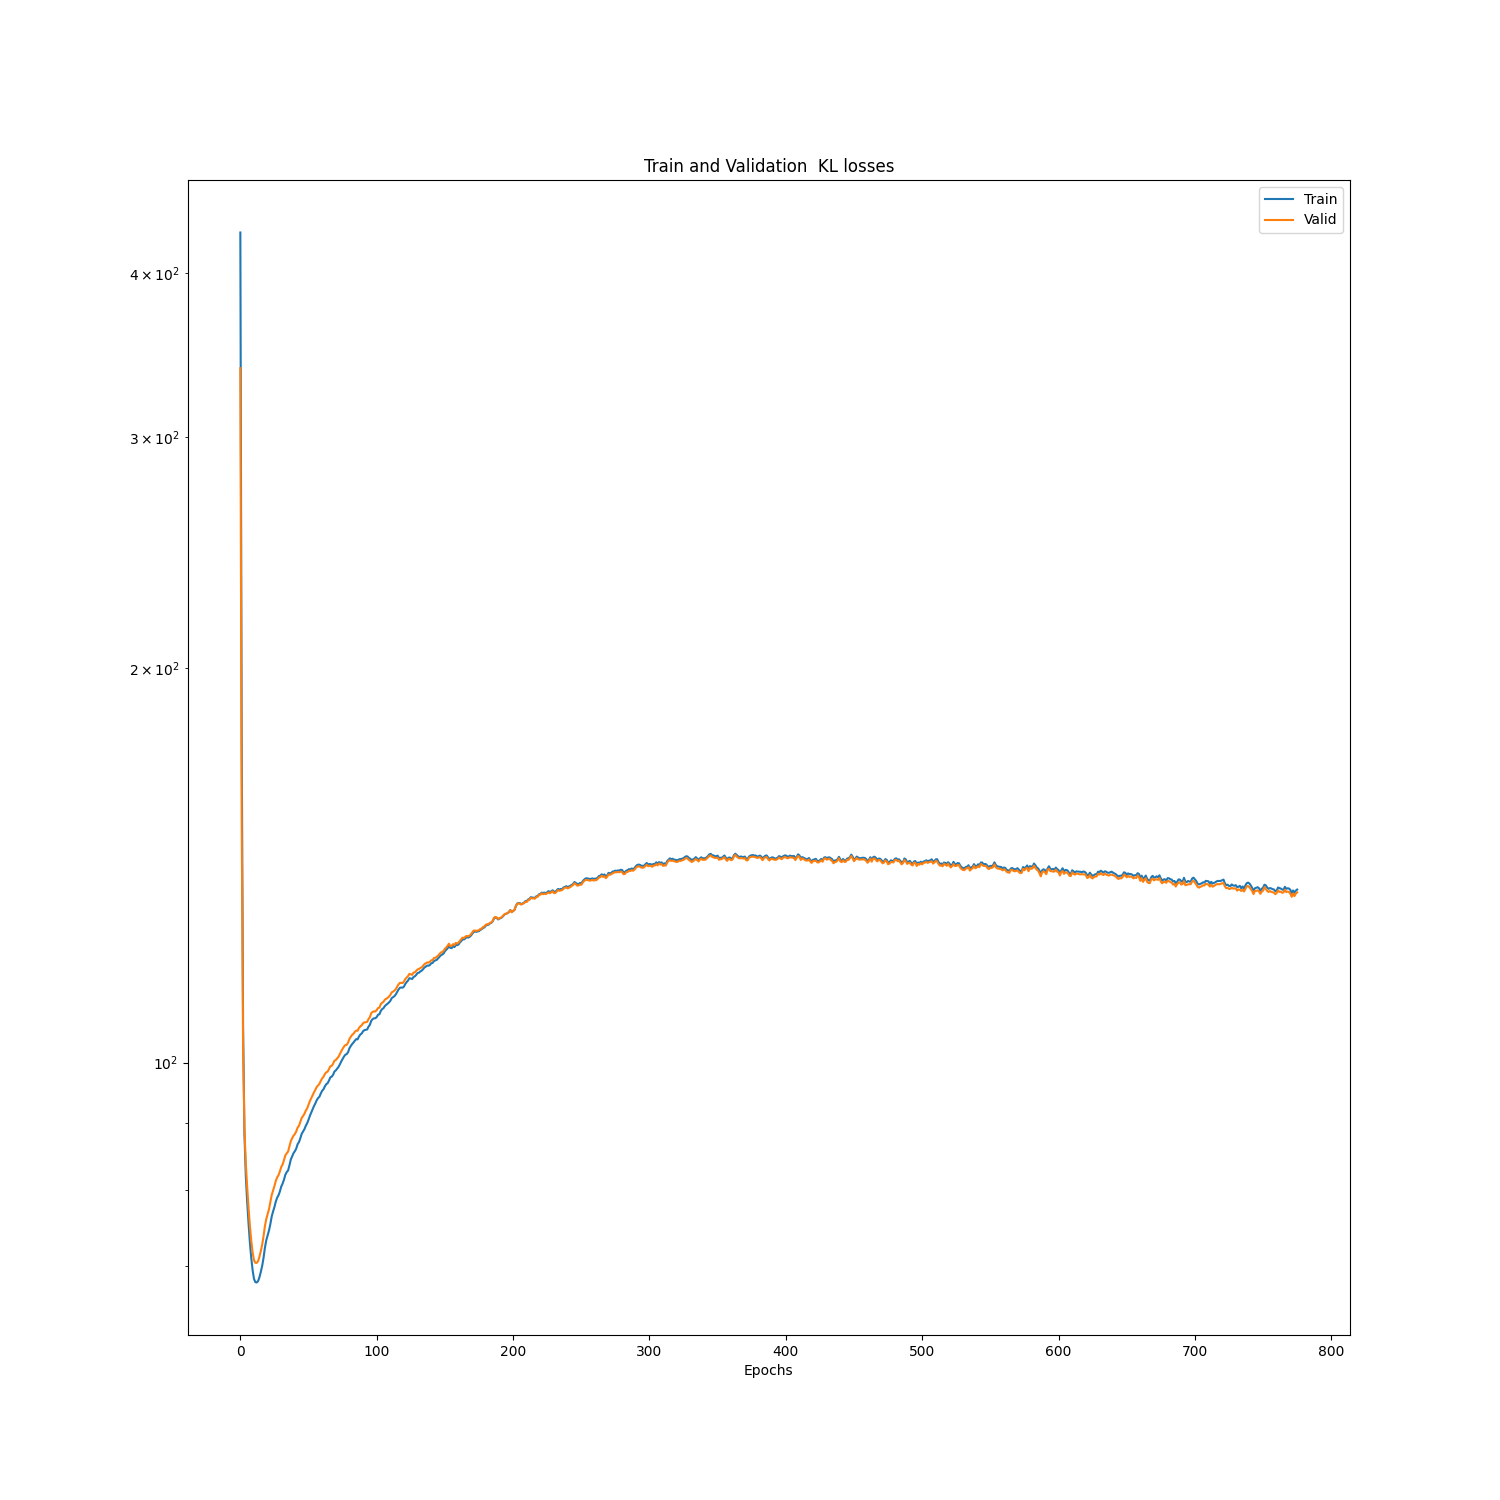 Train and Validation  KL losses
Train
Valid
4 × 10²
3 × 10²
2 × 10²
10²
0 100 200 300 400 500 600 700 800
Epochs